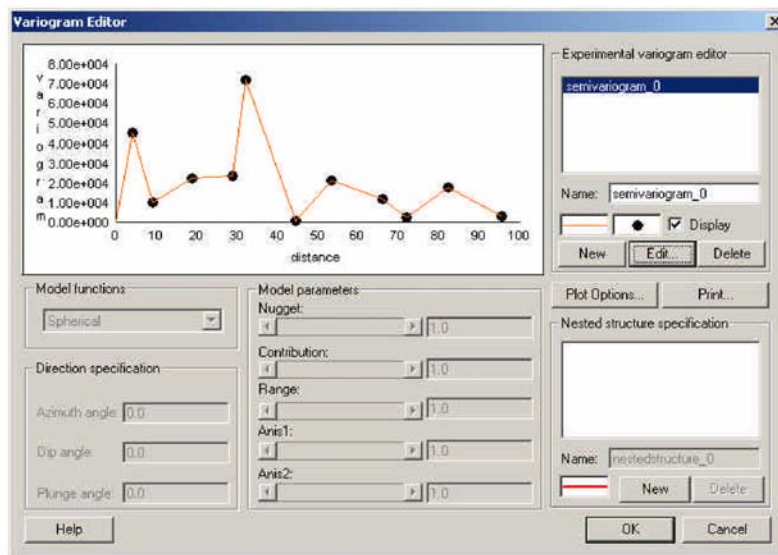 Variogram Editor
variogram
8.00e+004
7.00e+004
6.00e+004
5.00e+004
4.00e+004
3.00e+004
2.00e+004
1.00e+004
0.00e+000
0 10 20 30 40 50 60 70 80 90 100
distance
Experimental variogram editor
semivariogram_0
Name: semivariogram_0
Display
New Edit... Delete
Plot Options... Print...
Model functions
Spherical
Direction specification
Azimuth angle: 0.0
Dip angle: 0.0
Plunge angle: 0.0
Model parameters
Nugget:
1.0
Contribution:
1.0
Range:
1.0
Anis1:
1.0
Anis2:
1.0
Nested structure specification
Name: nestedstructure_0
New Delete
Help OK Cancel